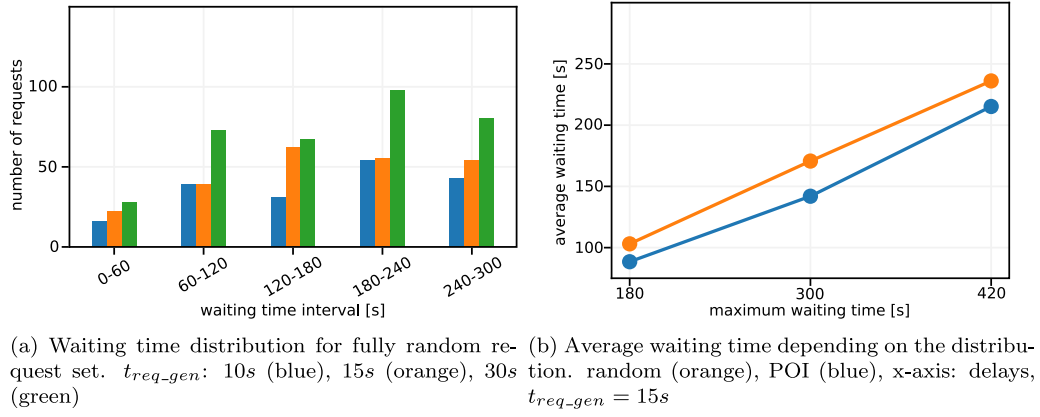 number of requests
100
50
0
0-60
60-120
120-180
180-240
240-300
waiting time interval [s]
average waiting time [s]
250
200
150
100
180
300
420
maximum waiting time [s]
(a) Waiting time distribution for fully random re-
quest set. t_req_gen: 10s (blue), 15s (orange), 30s
(green)
(b) Average waiting time depending on the distribu-
tion. random (orange), POI (blue), x-axis: delays,
t_req_gen = 15s